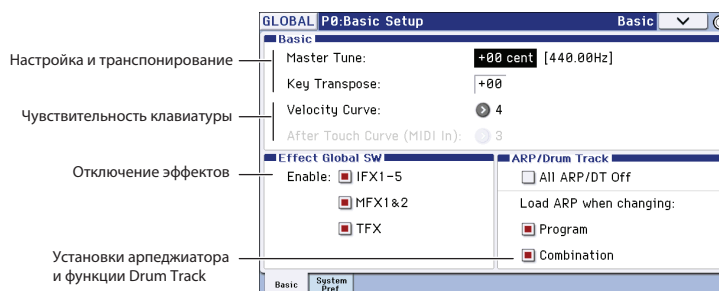 GLOBAL P0:Basic Setup Basic
Basic
Настройка и транспонирование
Master Tune: +00 cent [440.00Hz]
Key Transpose: +00
Чувствительность клавиатуры
Velocity Curve: 4
After Touch Curve (MIDI In): 3
Effect Global SW
ARP/Drum Track
Отключение эффектов
Enable: IFX1-5
MFX1&2
TFX
All ARP/DT Off
Load ARP when changing:
Program
Combination
Установки арпеджиатора
и функции Drum Track
Basic
System
Pref